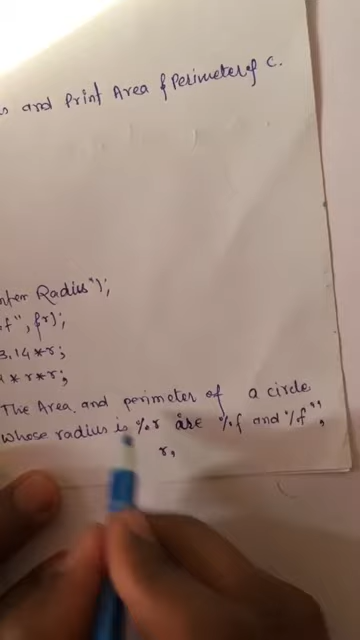 and Print Area & Perimeter of C.
nter Radius");
f", &r);
3.14 * r;
* r * r;
The Area and perimeter of a circle
whose radius is %r are %f and %f",
r,